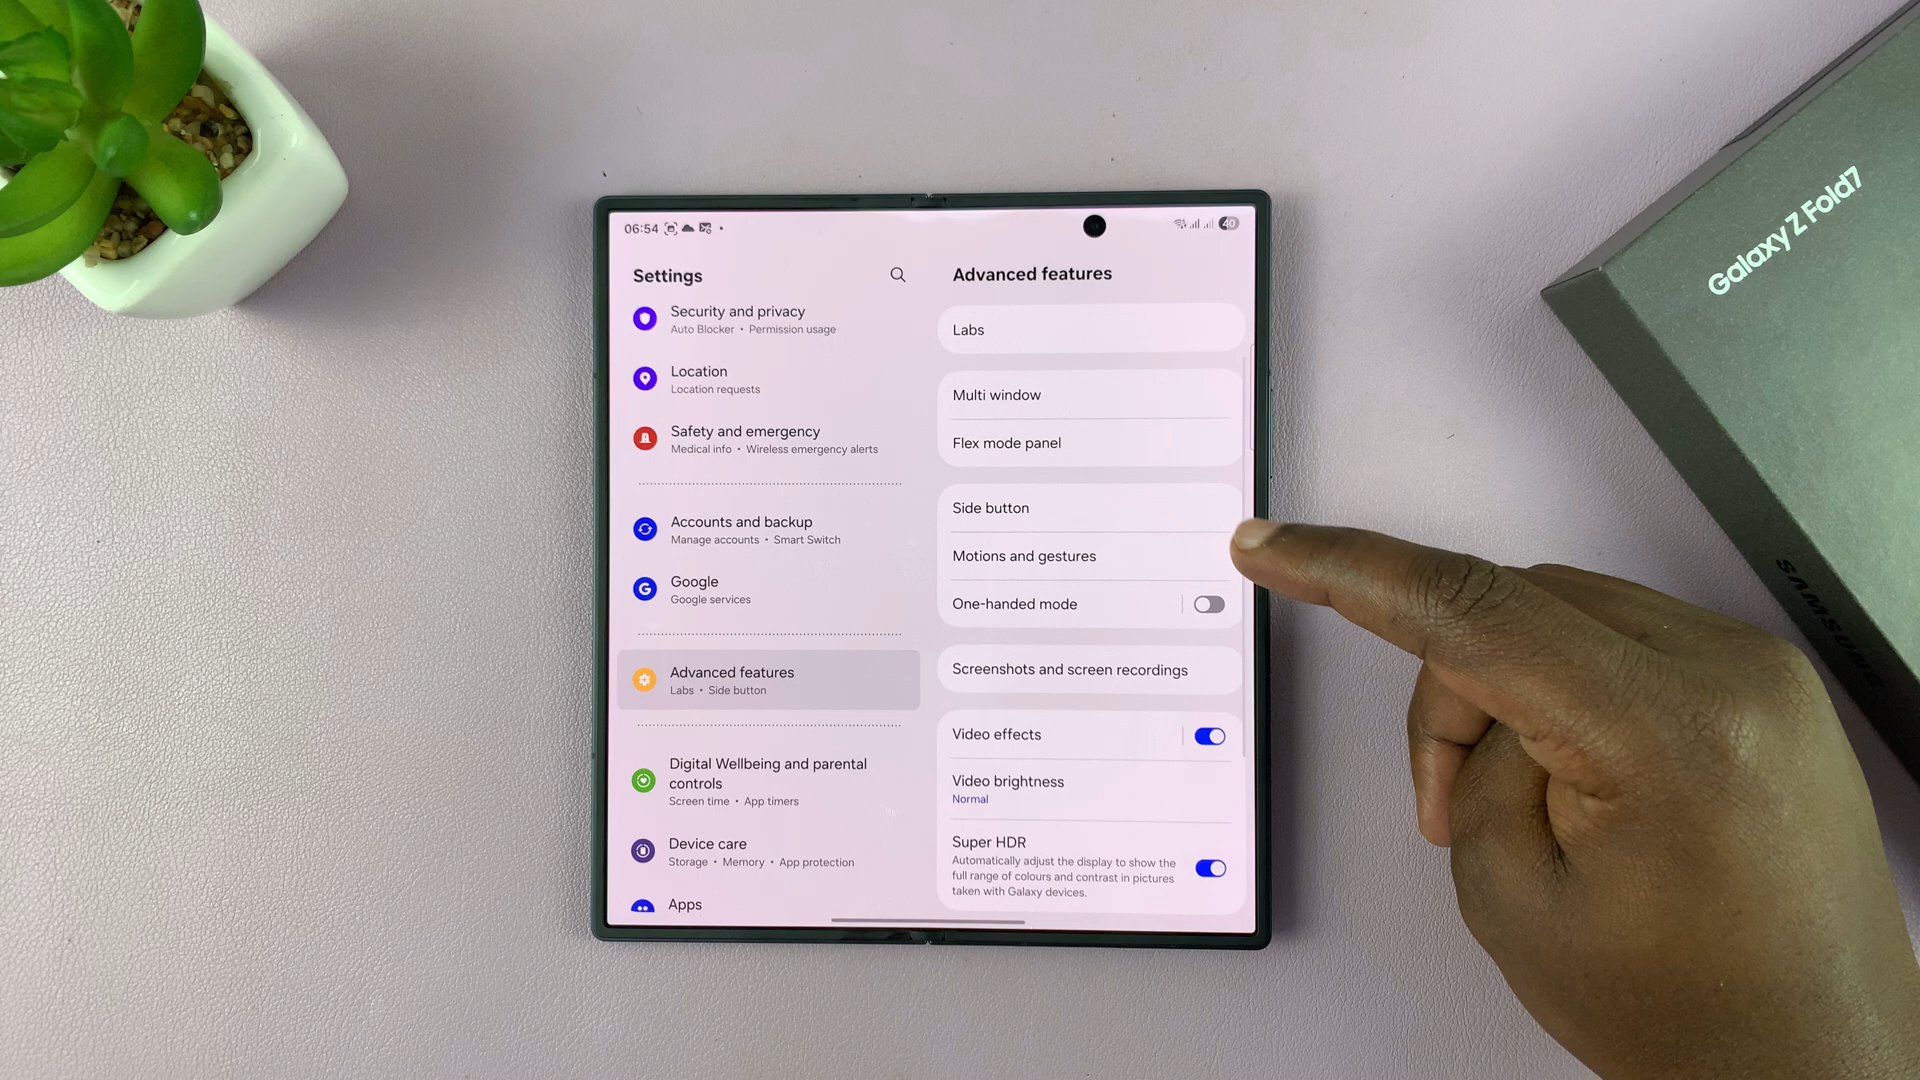 06:54
40
Settings
Security and privacy
Auto Blocker • Permission usage
Location
Location requests
Safety and emergency
Medical info • Wireless emergency alerts
Accounts and backup
Manage accounts • Smart Switch
Google
Google services
Advanced features
Labs • Side button
Digital Wellbeing and parental
controls
Screen time • App timers
Device care
Storage • Memory • App protection
Apps
Advanced features
Labs
Multi window
Flex mode panel
Side button
Motions and gestures
One-handed mode
Screenshots and screen recordings
Video effects
Video brightness
Normal
Super HDR
Automatically adjust the display to show the
full range of colours and contrast in pictures
taken with Galaxy devices.
Galaxy Z Fold7
SAMSUNG